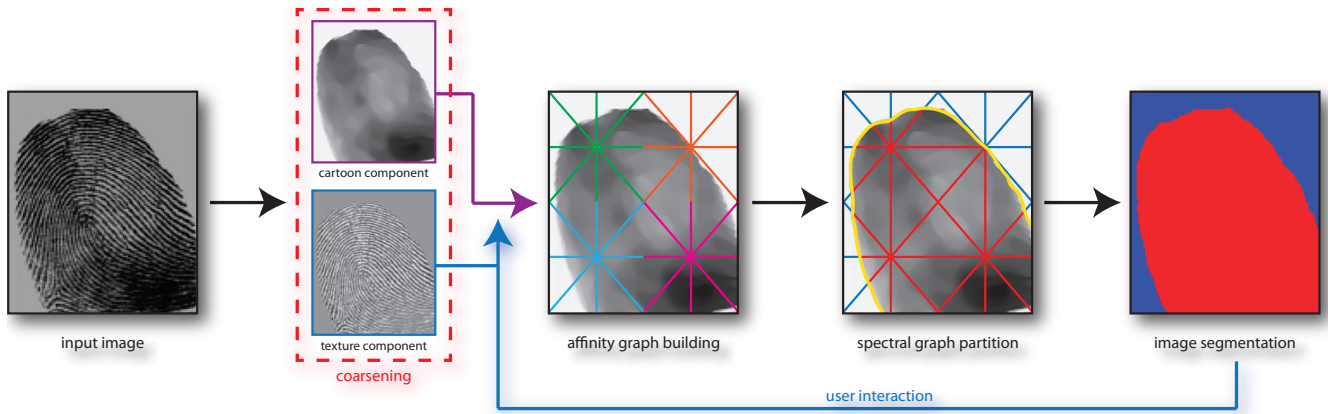 cartoon component
input image
texture component
coarsening
affinity graph building
spectral graph partition
image segmentation
user interaction